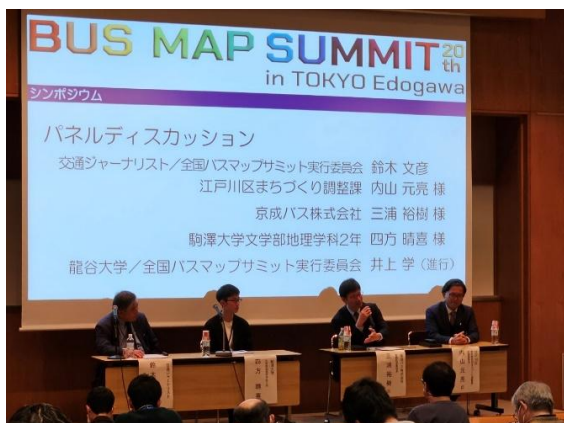 BUS MAP SUMMIT 20th
in TOKYO Edogawa
シンポジウム
パネルディスカッション
交通ジャーナリスト／全国バスマップサミット実行委員会 鈴木 文彦
江戸川区まちづくり調整課 内山 元亮 様
京成バス株式会社 三浦 裕樹 様
駒澤大学文学部地理学科2年 四方 晴喜 様
龍谷大学／全国バスマップサミット実行委員会 井上 学（進行）